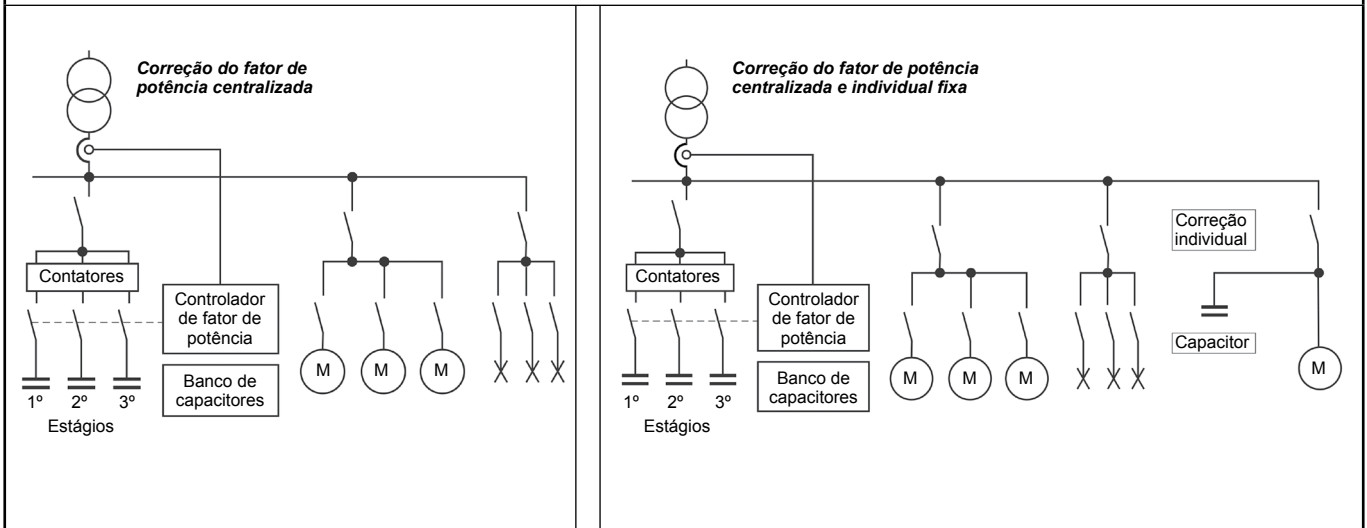 Correção do fator de
potência centralizada
Contatores
Controlador
de fator de
potência
M
M
M
Banco de
capacitores
1º 2º 3º
Estágios
Correção do fator de potência
centralizada e individual fixa
Correção
individual
Contatores
Controlador
de fator de
potência
Capacitor
M
M
M
M
Banco de
capacitores
1º 2º 3º
Estágios